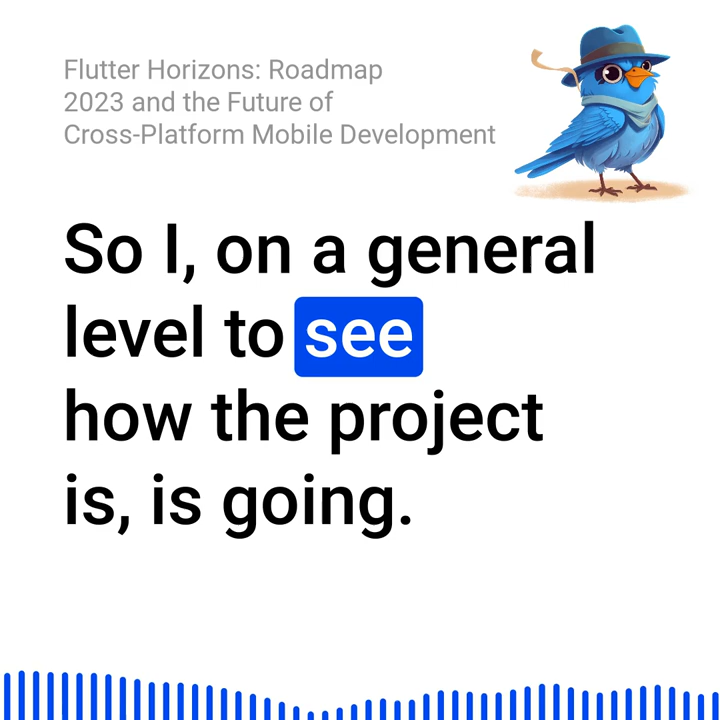 Flutter Horizons: Roadmap
2023 and the Future of
Cross-Platform Mobile Development
So I, on a general
level to see
how the project
is, is going.